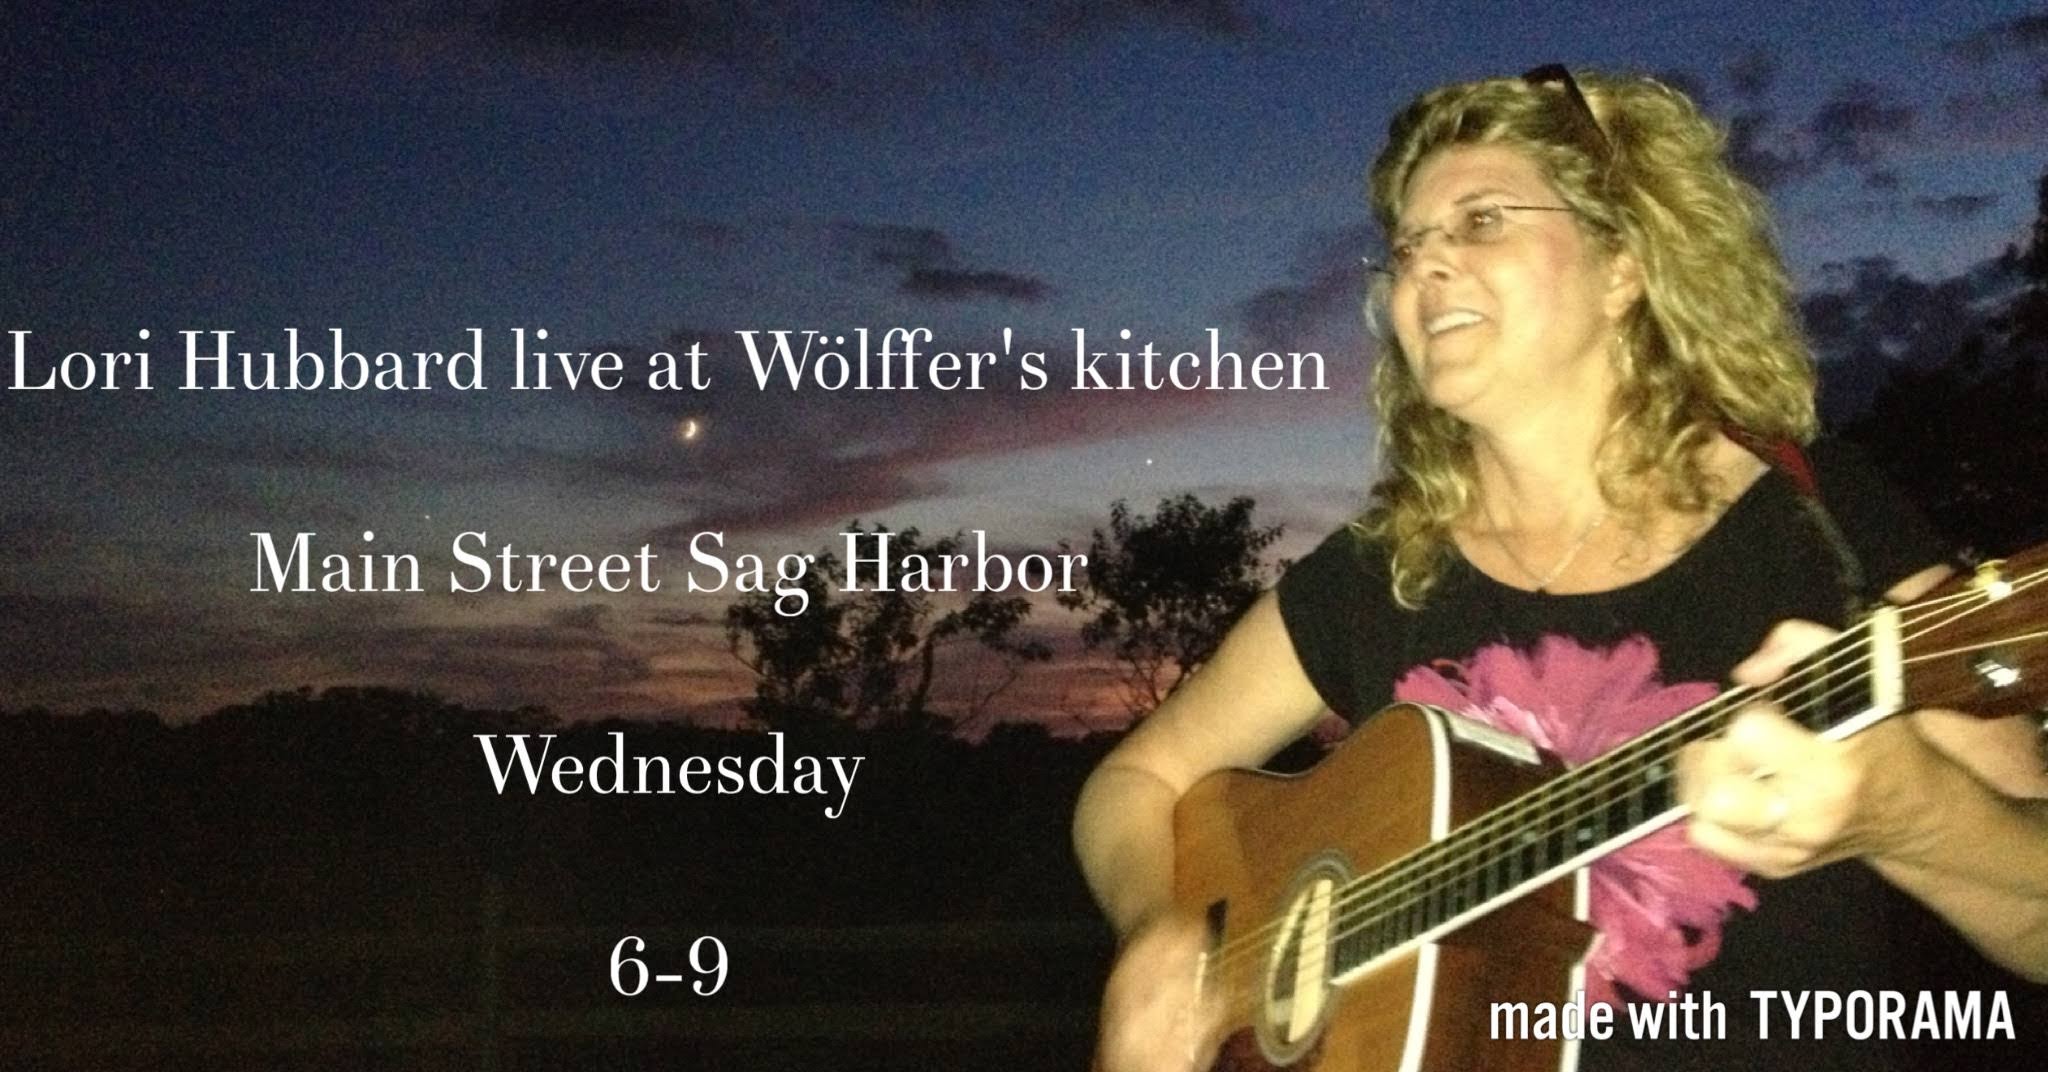 Lori Hubbard live at Wölffer's kitchen
Main Street Sag Harbor
Wednesday
6-9
made with TYPORAMA